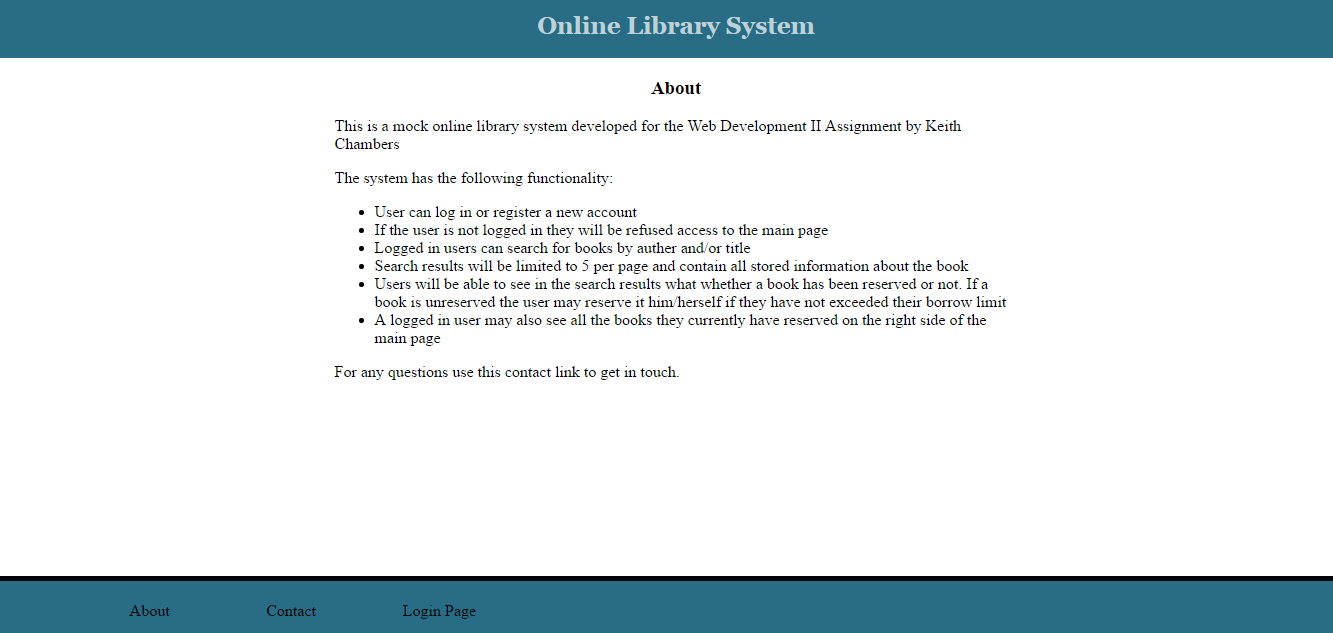 Online Library System
About
This is a mock online library system developed for the Web Development II Assignment by Keith
Chambers
The system has the following functionality:
• User can log in or register a new account
• If the user is not logged in they will be refused access to the main page
• Logged in users can search for books by auther and/or title
• Search results will be limited to 5 per page and contain all stored information about the book
• Users will be able to see in the search results what whether a book has been reserved or not. If a
book is unreserved the user may reserve it him/herself if they have not exceeded their borrow limit
• A logged in user may also see all the books they currently have reserved on the right side of the
main page
For any questions use this contact link to get in touch.
About Contact Login Page